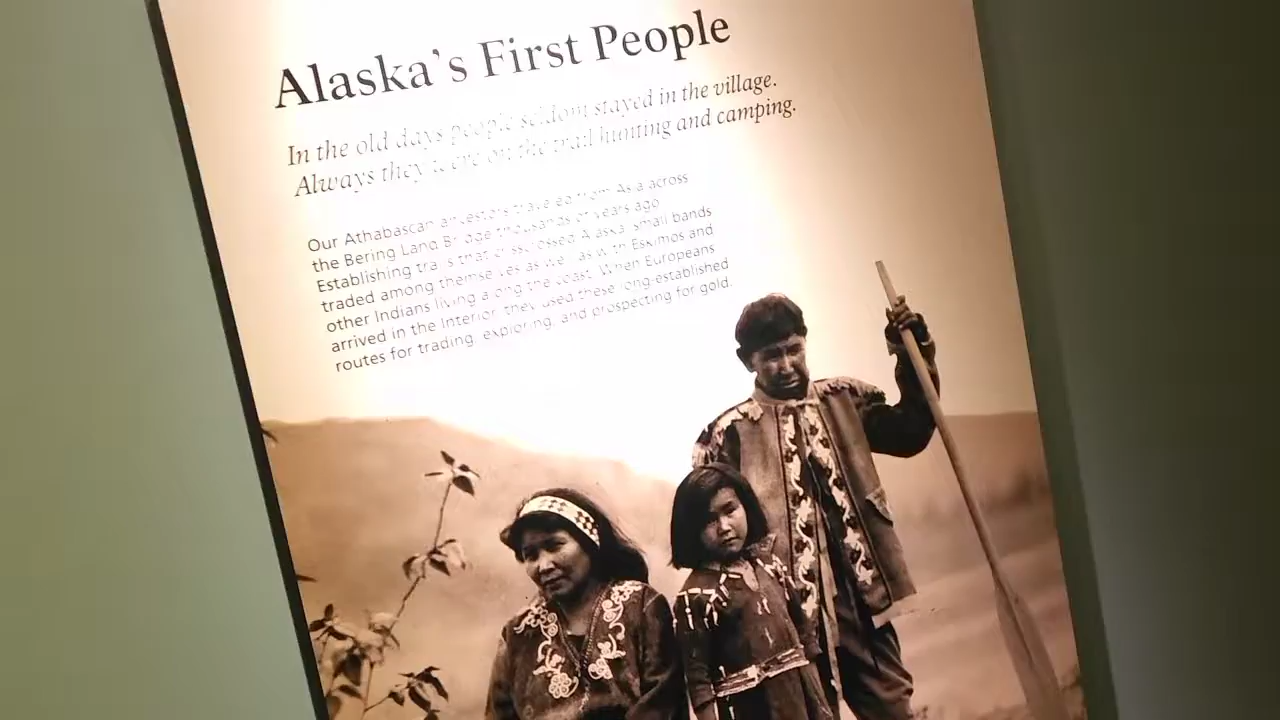 Alaska's First People
In the old days people seldom stayed in the village.
Always they were on the trail hunting and camping.
Our Athabascan ancestors traveled from Asia across
the Bering Land Bridge thousands of years ago.
Establishing trails that crisscrossed Alaska, small bands
traded among themselves as well as with Eskimos and
other Indians living along the coast. When Europeans
arrived in the Interior, they used these long-established
routes for trading, exploring, and prospecting for gold.